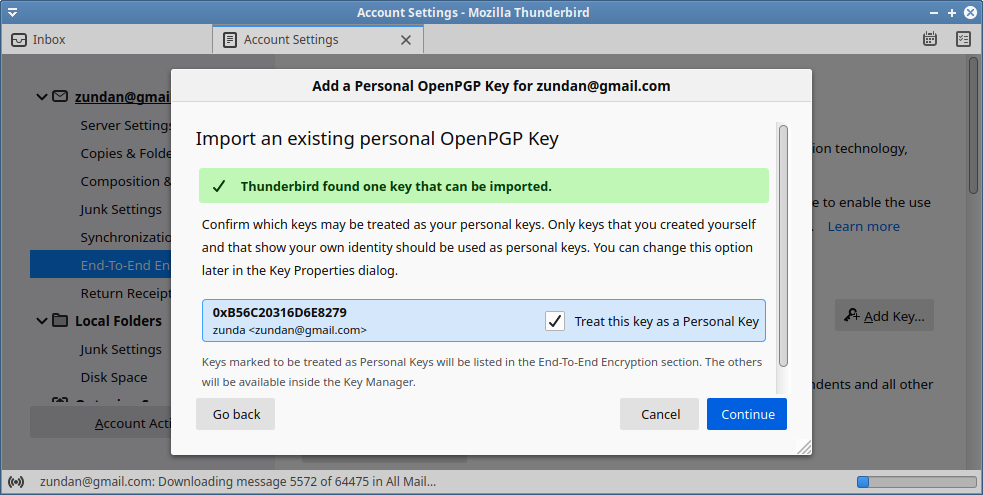 Account Settings - Mozilla Thunderbird
Inbox
Account Settings
zundan@gmai
Server Setting
Copies & Folde
Composition &
Junk Settings
Synchronizatio
End-To-End En
Return Receipt
Local Folders
Junk Settings
Disk Space
Account Acti
Add a Personal OpenPGP Key for zundan@gmail.com
Import an existing personal OpenPGP Key
Thunderbird found one key that can be imported.
Confirm which keys may be treated as your personal keys. Only keys that you created yourself
and that show your own identity should be used as personal keys. You can change this option
later in the Key Properties dialog.
0xB56C20316D6E8279
zunda <zundan@gmail.com>
Treat this key as a Personal Key
Keys marked to be treated as Personal Keys will be listed in the End-To-End Encryption section. The others
will be available inside the Key Manager.
Go back
Cancel
Continue
ion technology,
e to enable the use
. Learn more
Add Key...
ndents and all other
zundan@gmail.com: Downloading message 5572 of 64475 in All Mail...